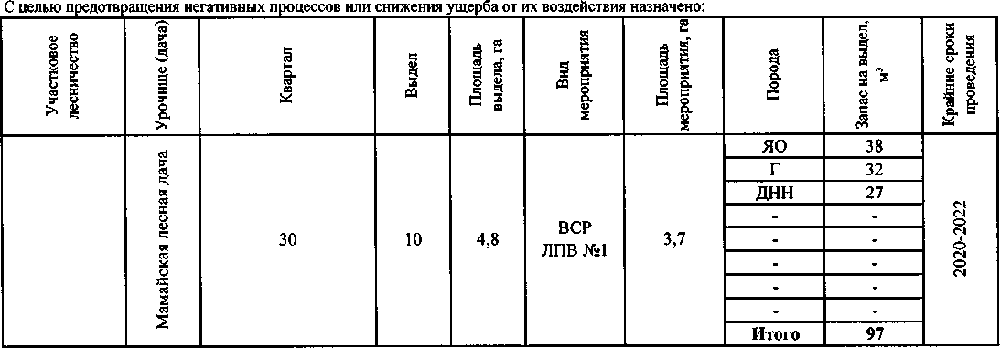 С целью предотвращения негативных процессов или снижения ущерба от их воздействия назначено:
Участковое лесничество
Урочище (дача)
Квартал
Выдел
Площадь выдела, га
Вид мероприятия
Площадь мероприятия, га
Порода
Запас на выдел, м³
Крайние сроки проведения
Мамайская лесная дача
30
10
4,8
ВСР
ЛПВ №1
3,7
ЯО 38
Г 32
ДНН 27
- -
- -
- -
- -
- -
Итого 97
2020-2022